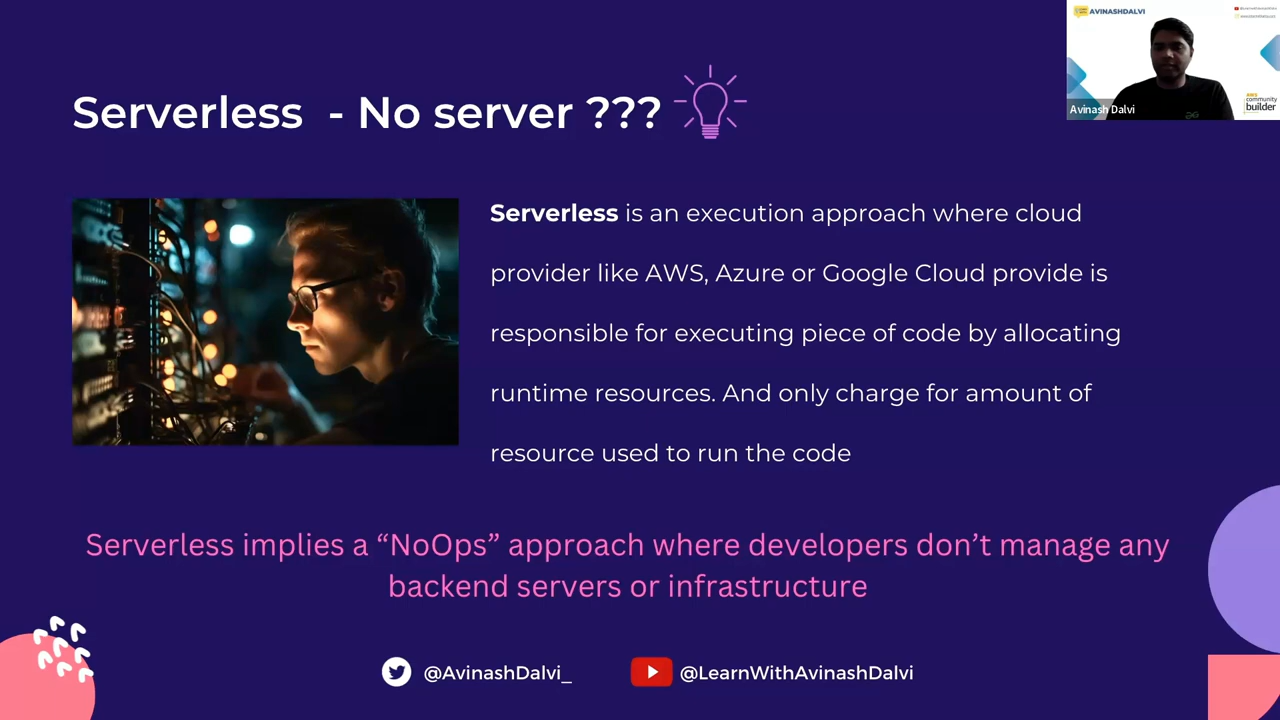 AVINASHDALVI
Serverless - No server ???
Avinash Dalvi
AWS
community
builder
Serverless is an execution approach where cloud
provider like AWS, Azure or Google Cloud provide is
responsible for executing piece of code by allocating
runtime resources. And only charge for amount of
resource used to run the code
Serverless implies a “NoOps” approach where developers don’t manage any
backend servers or infrastructure
@AvinashDalvi_
@LearnWithAvinashDalvi